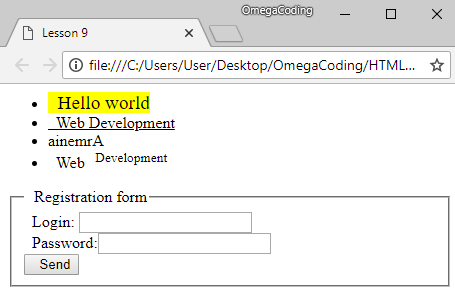 OmegaCoding
Lesson 9
file:///C:/Users/User/Desktop/OmegaCoding/HTML...
Hello world
Web Development
ainemrA
Web Development
Registration form
Login:
Password:
Send